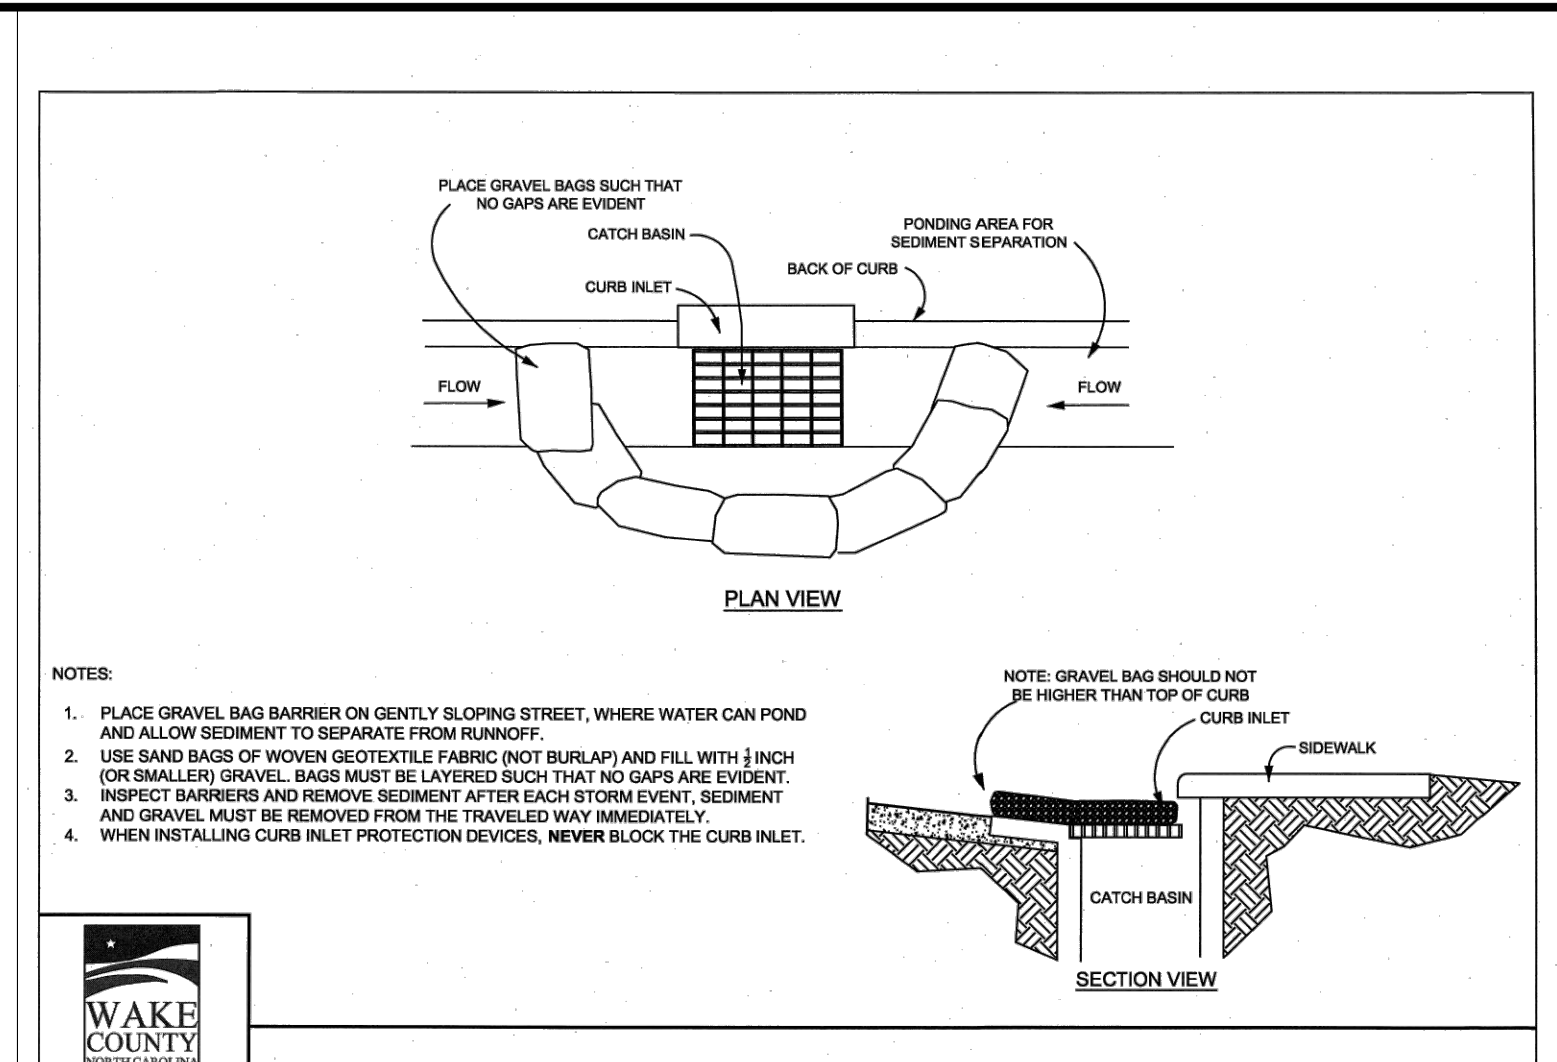 PLACE GRAVEL BAGS SUCH THAT
NO GAPS ARE EVIDENT
CATCH BASIN
CURB INLET
PONDING AREA FOR
SEDIMENT SEPARATION
BACK OF CURB
FLOW
FLOW
PLAN VIEW
NOTES:
1. PLACE GRAVEL BAG BARRIER ON GENTLY SLOPING STREET, WHERE WATER CAN POND
AND ALLOW SEDIMENT TO SEPARATE FROM RUNNOFF.
2. USE SAND BAGS OF WOVEN GEOTEXTILE FABRIC (NOT BURLAP) AND FILL WITH ½ INCH
(OR SMALLER) GRAVEL. BAGS MUST BE LAYERED SUCH THAT NO GAPS ARE EVIDENT.
3. INSPECT BARRIERS AND REMOVE SEDIMENT AFTER EACH STORM EVENT, SEDIMENT
AND GRAVEL MUST BE REMOVED FROM THE TRAVELED WAY IMMEDIATELY.
4. WHEN INSTALLING CURB INLET PROTECTION DEVICES, NEVER BLOCK THE CURB INLET.
NOTE: GRAVEL BAG SHOULD NOT
BE HIGHER THAN TOP OF CURB
CURB INLET
SIDEWALK
CATCH BASIN
SECTION VIEW
WAKE
COUNTY
NORTH CAROLINA